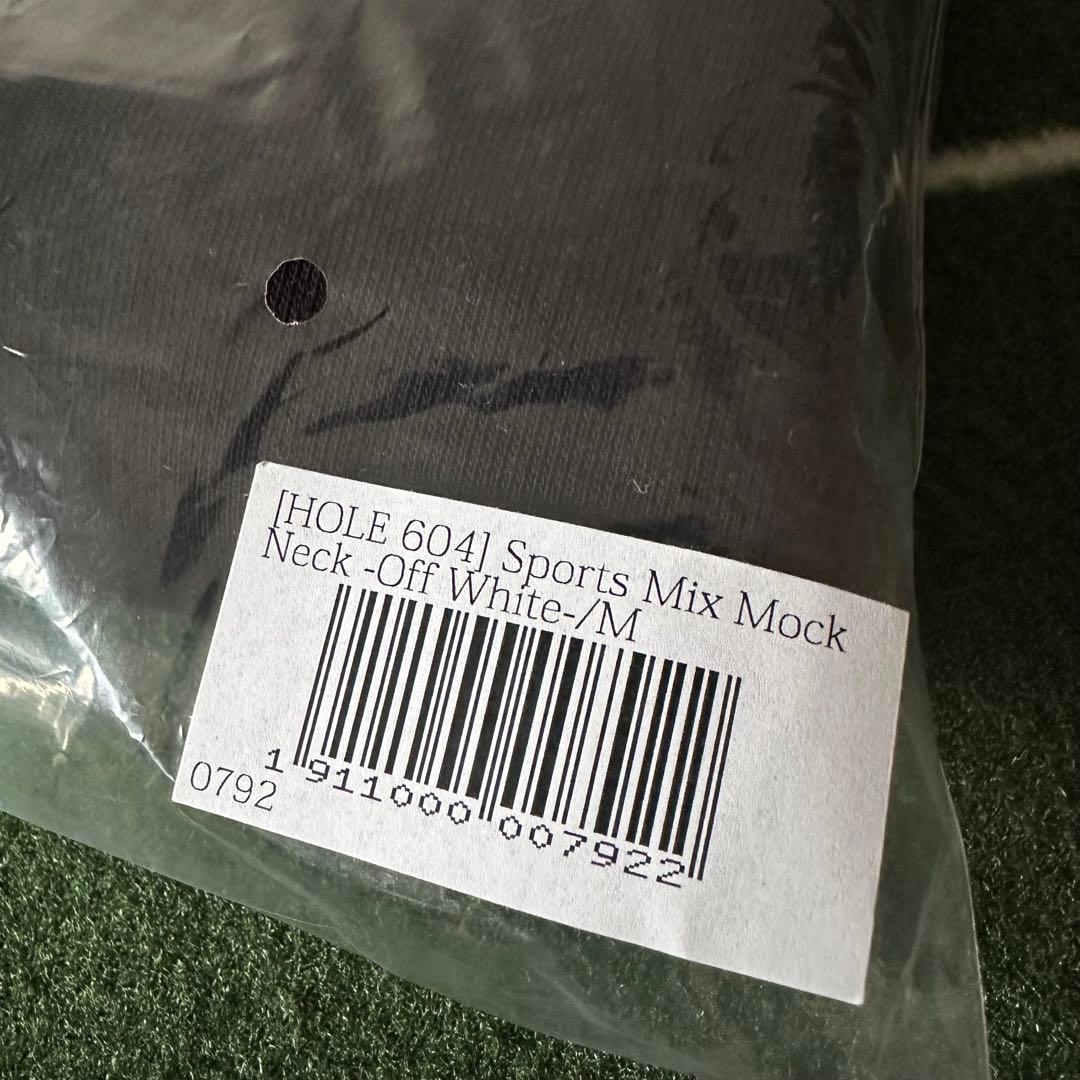 [HOLE 604] Sports Mix Mock
Neck -Off White-/M
1 911000 007922
0792